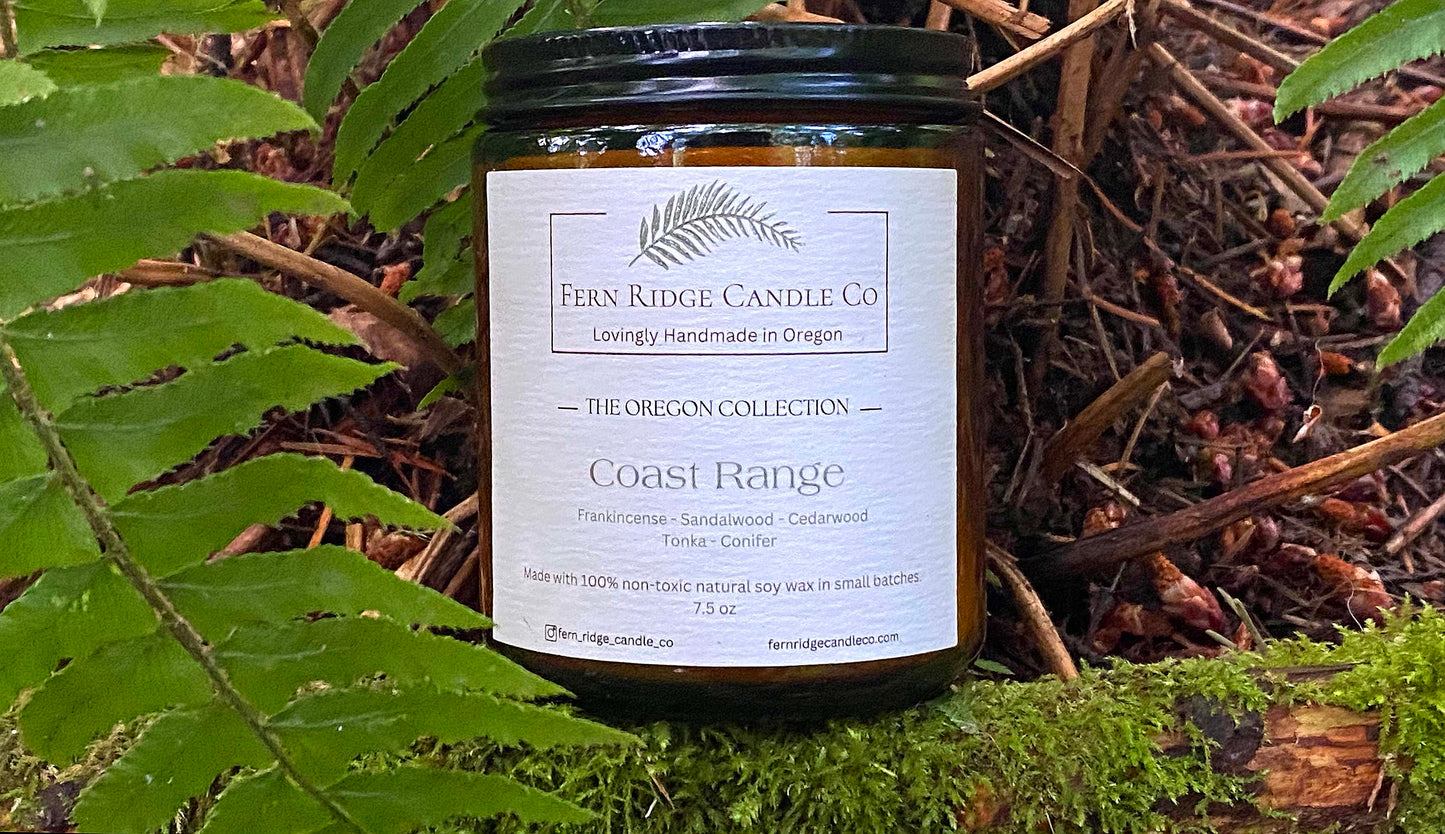 Fern Ridge Candle Co
Lovingly Handmade in Oregon
— THE OREGON COLLECTION —
Coast Range
Frankincense - Sandalwood - Cedarwood
Tonka - Conifer
Made with 100% non-toxic natural soy wax in small batches.
7.5 oz
fern_ridge_candle_co
fernridgecandleco.com